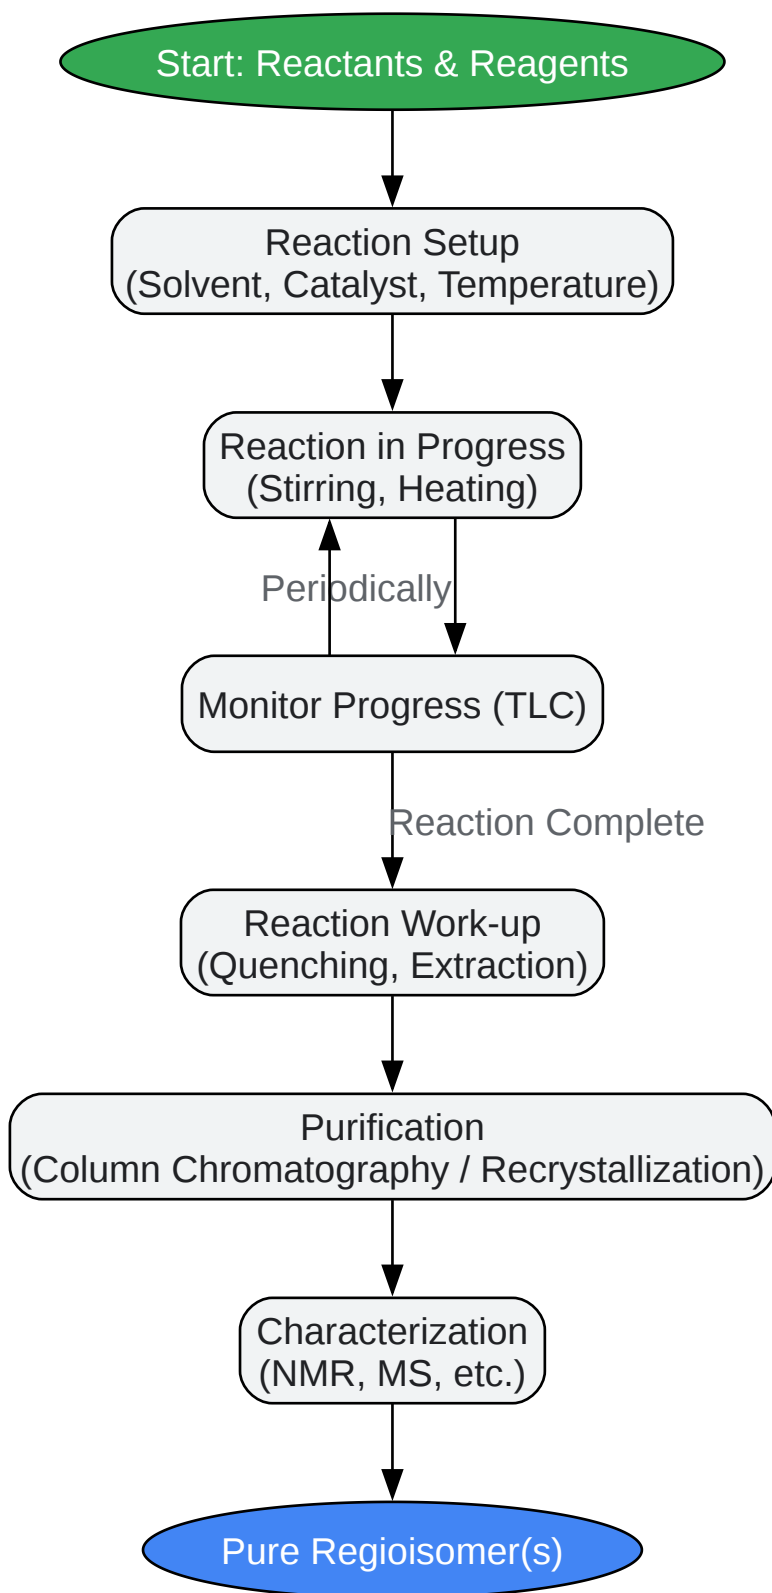 Start: Reactants & Reagents
Reaction Setup
(Solvent, Catalyst, Temperature)
Reaction in Progress
(Stirring, Heating)
Periodically
Monitor Progress (TLC)
Reaction Complete
Reaction Work-up
(Quenching, Extraction)
Purification
(Column Chromatography / Recrystallization)
Characterization
(NMR, MS, etc.)
Pure Regioisomer(s)